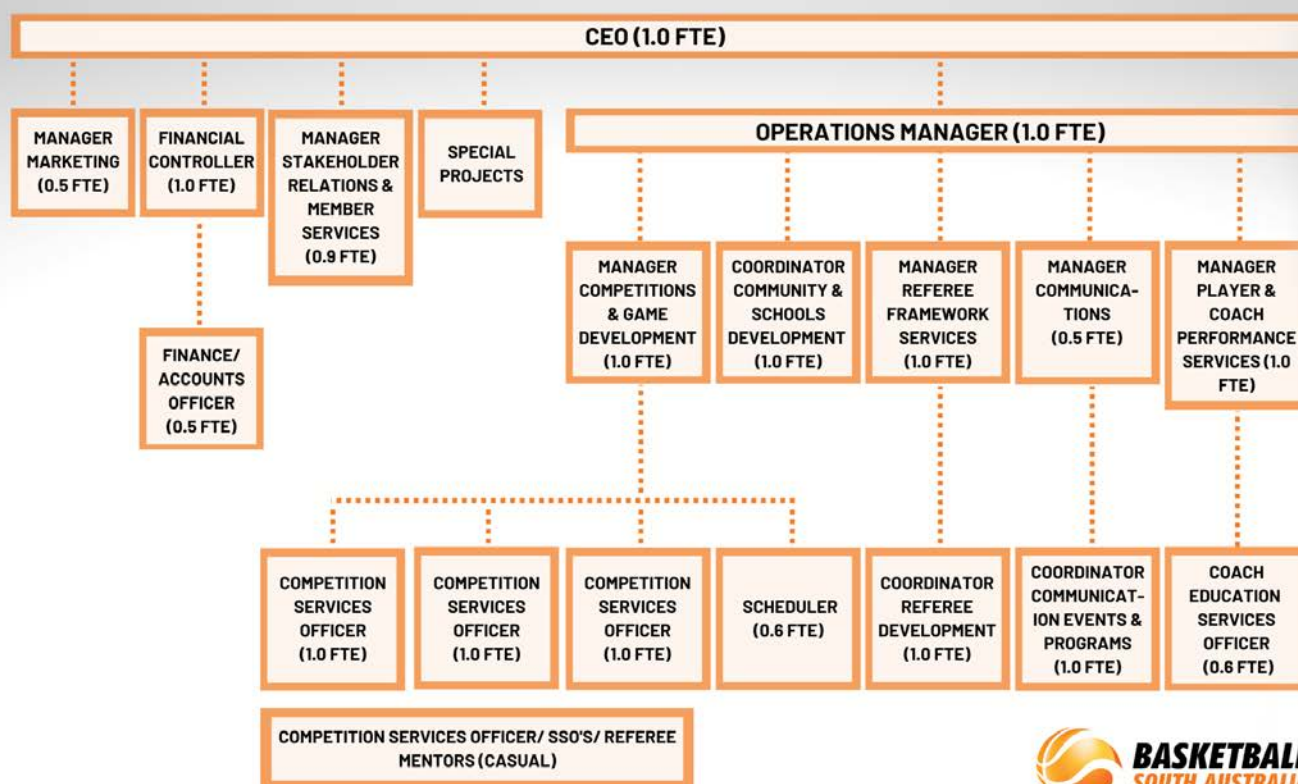 CEO (1.0 FTE)
MANAGER
MARKETING
(0.5 FTE)
FINANCIAL
CONTROLLER
(1.0 FTE)
MANAGER
STAKEHOLDER
RELATIONS &
MEMBER
SERVICES
(0.9 FTE)
SPECIAL
PROJECTS
OPERATIONS MANAGER (1.0 FTE)
FINANCE/
ACCOUNTS
OFFICER
(0.5 FTE)
MANAGER
COMPETITIONS
& GAME
DEVELOPMENT
(1.0 FTE)
COORDINATOR
COMMUNITY &
SCHOOLS
DEVELOPMENT
(1.0 FTE)
MANAGER
REFEREE
FRAMEWORK
SERVICES
(1.0 FTE)
MANAGER
COMMUNICA-
TIONS
(0.5 FTE)
MANAGER
PLAYER &
COACH
PERFORMANCE
SERVICES (1.0
FTE)
COMPETITION
SERVICES
OFFICER
(1.0 FTE)
COMPETITION
SERVICES
OFFICER
(1.0 FTE)
COMPETITION
SERVICES
OFFICER
(1.0 FTE)
SCHEDULER
(0.6 FTE)
COORDINATOR
REFEREE
DEVELOPMENT
(1.0 FTE)
COORDINATOR
COMMUNICAT-
ION EVENTS &
PROGRAMS
(1.0 FTE)
COACH
EDUCATION
SERVICES
OFFICER
(0.6 FTE)
COMPETITION SERVICES OFFICER/ SSO'S/ REFEREE
MENTORS (CASUAL)
BASKETBALL
SOUTH AUSTRALIA